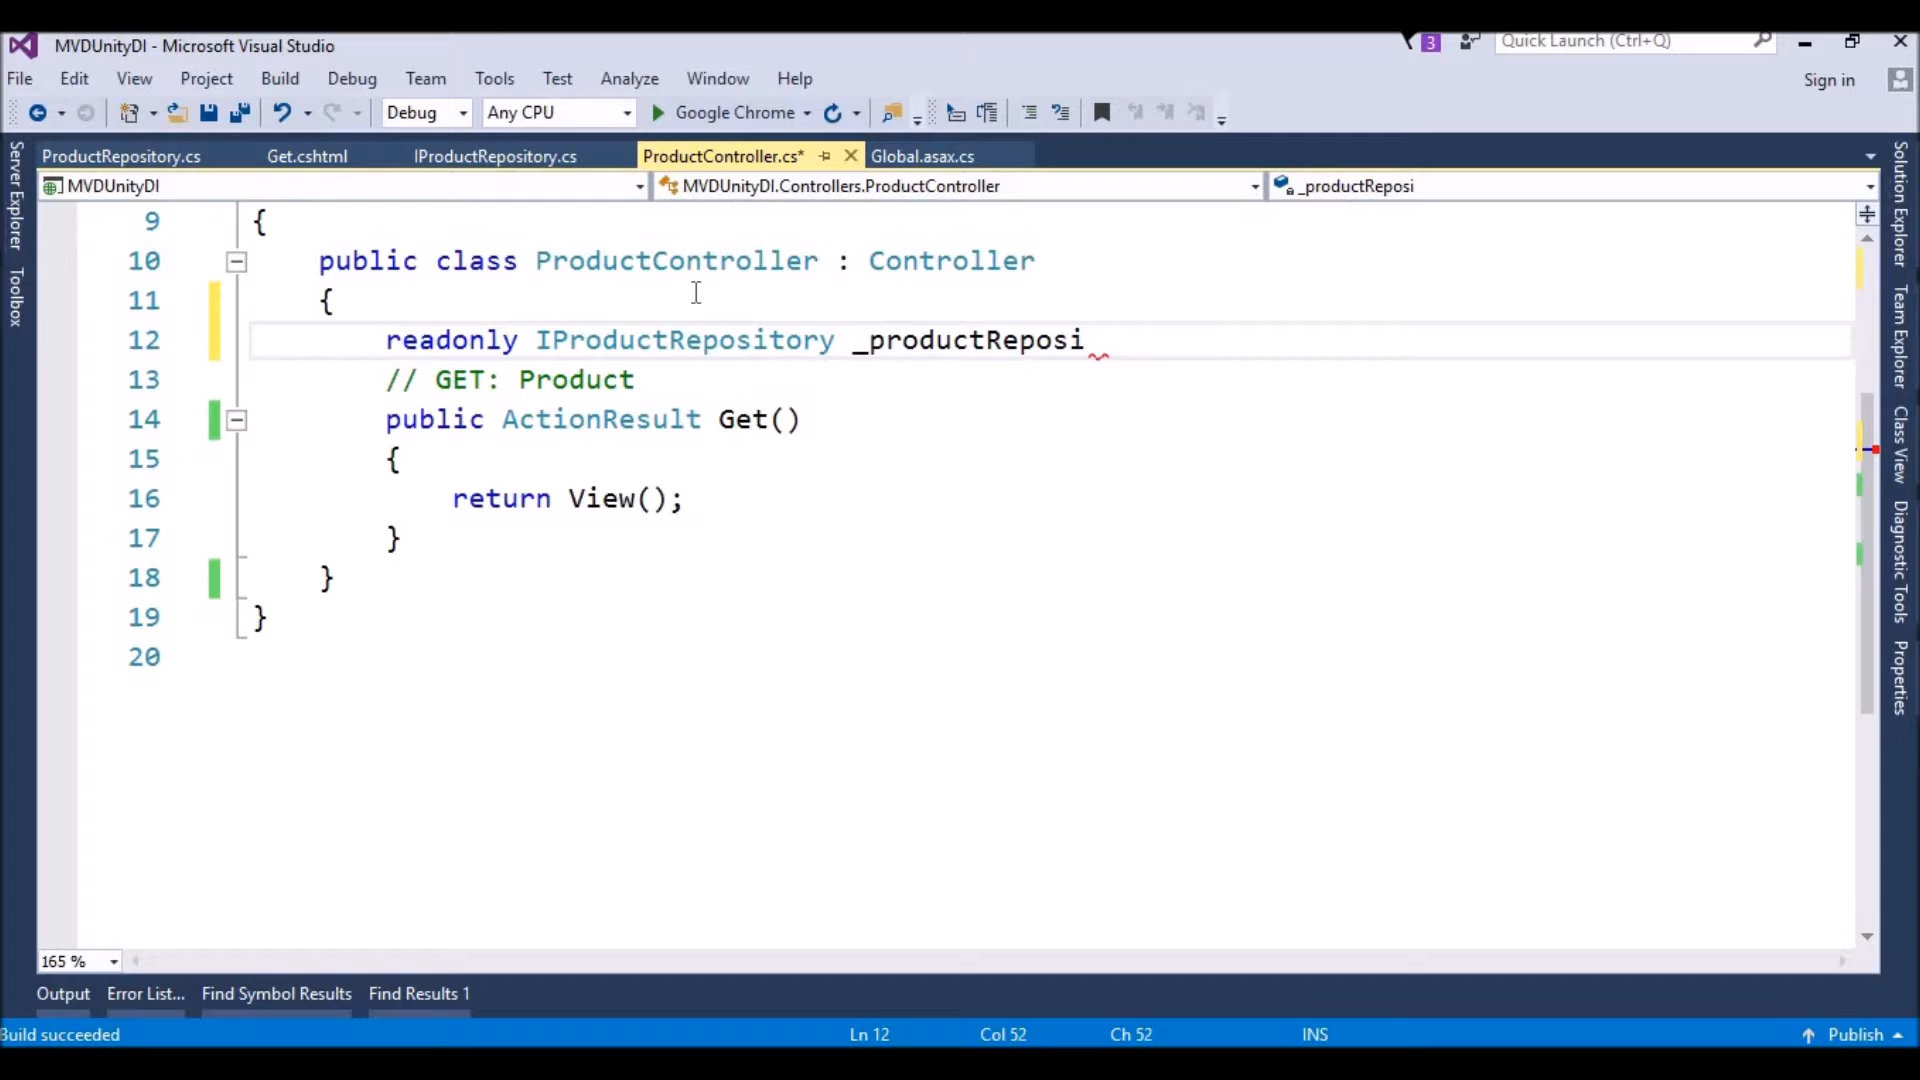 MVDUnityDI - Microsoft Visual Studio
3
Quick Launch (Ctrl+Q)
File Edit View Project Build Debug Team Tools Test Analyze Window Help
Sign in
Debug Any CPU Google Chrome
ProductRepository.cs Get.cshtml IProductRepository.cs ProductController.cs* Global.asax.cs
MVDUnityDI MVDUnityDI.Controllers.ProductController _productReposi
Server Explorer
Toolbox
9 {
10 public class ProductController : Controller
11 {
12 readonly IProductRepository _productReposi
13 // GET: Product
14 public ActionResult Get()
15 {
16 return View();
17 }
18 }
19 }
20
Solution Explorer
Team Explorer
Class View
Diagnostic Tools
Properties
165 %
Output Error List... Find Symbol Results Find Results 1
Build succeeded Ln 12 Col 52 Ch 52 INS Publish